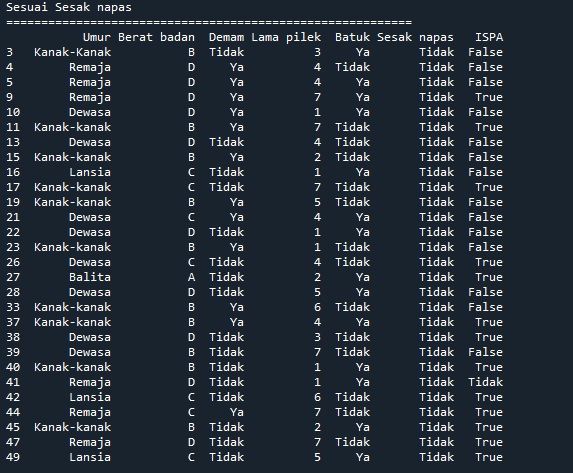 Sesuai Sesak napas
==========================================================
Umur Berat badan Demam Lama pilek Batuk Sesak napas ISPA
3 Kanak-Kanak B Tidak 3 Ya Tidak False
4 Remaja D Ya 4 Tidak Tidak False
5 Remaja D Ya 4 Ya Tidak False
9 Remaja D Ya 7 Ya Tidak True
10 Dewasa D Ya 1 Ya Tidak False
11 Kanak-kanak B Ya 7 Tidak Tidak True
13 Dewasa D Tidak 4 Tidak Tidak False
15 Kanak-kanak B Ya 2 Tidak Tidak False
16 Lansia C Tidak 1 Ya Tidak False
17 Kanak-kanak C Tidak 7 Tidak Tidak True
19 Kanak-kanak B Ya 5 Tidak Tidak False
21 Dewasa C Ya 4 Ya Tidak False
22 Dewasa D Tidak 1 Ya Tidak False
23 Kanak-kanak B Ya 1 Tidak Tidak False
26 Dewasa C Tidak 4 Tidak Tidak True
27 Balita A Tidak 2 Ya Tidak True
28 Dewasa D Tidak 5 Ya Tidak False
33 Kanak-kanak B Ya 6 Tidak Tidak False
37 Kanak-kanak B Ya 4 Ya Tidak True
38 Dewasa D Tidak 3 Tidak Tidak True
39 Dewasa B Tidak 7 Tidak Tidak False
40 Kanak-kanak B Tidak 1 Ya Tidak True
41 Remaja D Tidak 1 Ya Tidak Tidak
42 Lansia C Tidak 6 Tidak Tidak True
44 Remaja C Ya 7 Tidak Tidak True
45 Kanak-kanak B Tidak 2 Ya Tidak True
47 Remaja D Tidak 7 Tidak Tidak True
49 Lansia C Tidak 5 Ya Tidak True